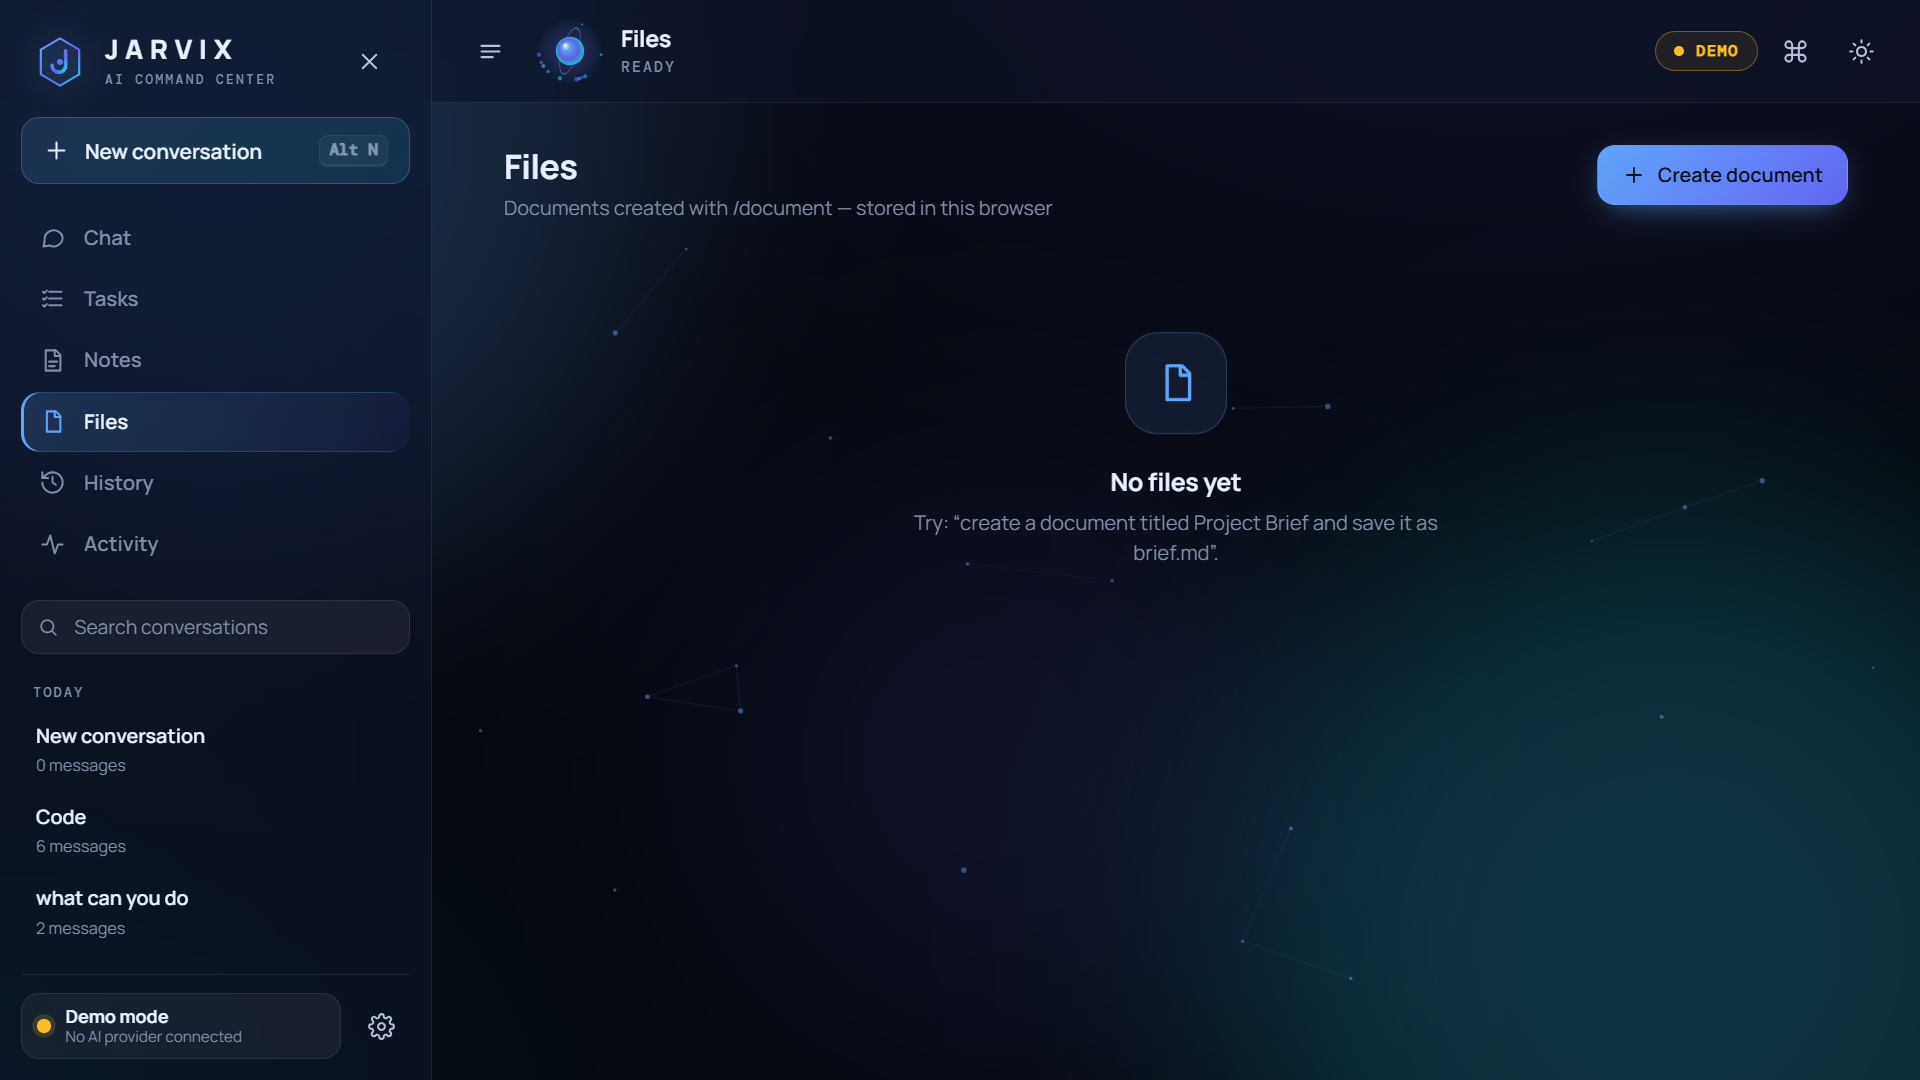 JARVIX
AI COMMAND CENTER
New conversation
Alt N
Chat
Tasks
Notes
Files
History
Activity
Search conversations
TODAY
New conversation
0 messages
Code
6 messages
what can you do
2 messages
Demo mode
No AI provider connected
Files
READY
DEMO
Files
Documents created with /document — stored in this browser
Create document
No files yet
Try: “create a document titled Project Brief and save it as
brief.md”.